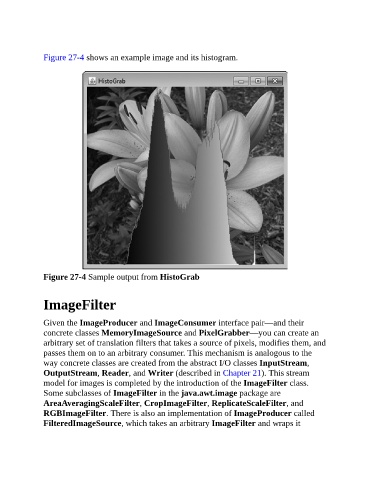 Figure 27-4 shows an example image and its histogram.
HistoGrab
Figure 27-4 Sample output from HistoGrab
ImageFilter
Given the ImageProducer and ImageConsumer interface pair—and their
concrete classes MemoryImageSource and PixelGrabber—you can create an
arbitrary set of translation filters that takes a source of pixels, modifies them, and
passes them on to an arbitrary consumer. This mechanism is analogous to the
way concrete classes are created from the abstract I/O classes InputStream,
OutputStream, Reader, and Writer (described in Chapter 21). This stream
model for images is completed by the introduction of the ImageFilter class.
Some subclasses of ImageFilter in the java.awt.image package are
AreaAveragingScaleFilter, CropImageFilter, ReplicateScaleFilter, and
RGBImageFilter. There is also an implementation of ImageProducer called
FilteredImageSource, which takes an arbitrary ImageFilter and wraps it